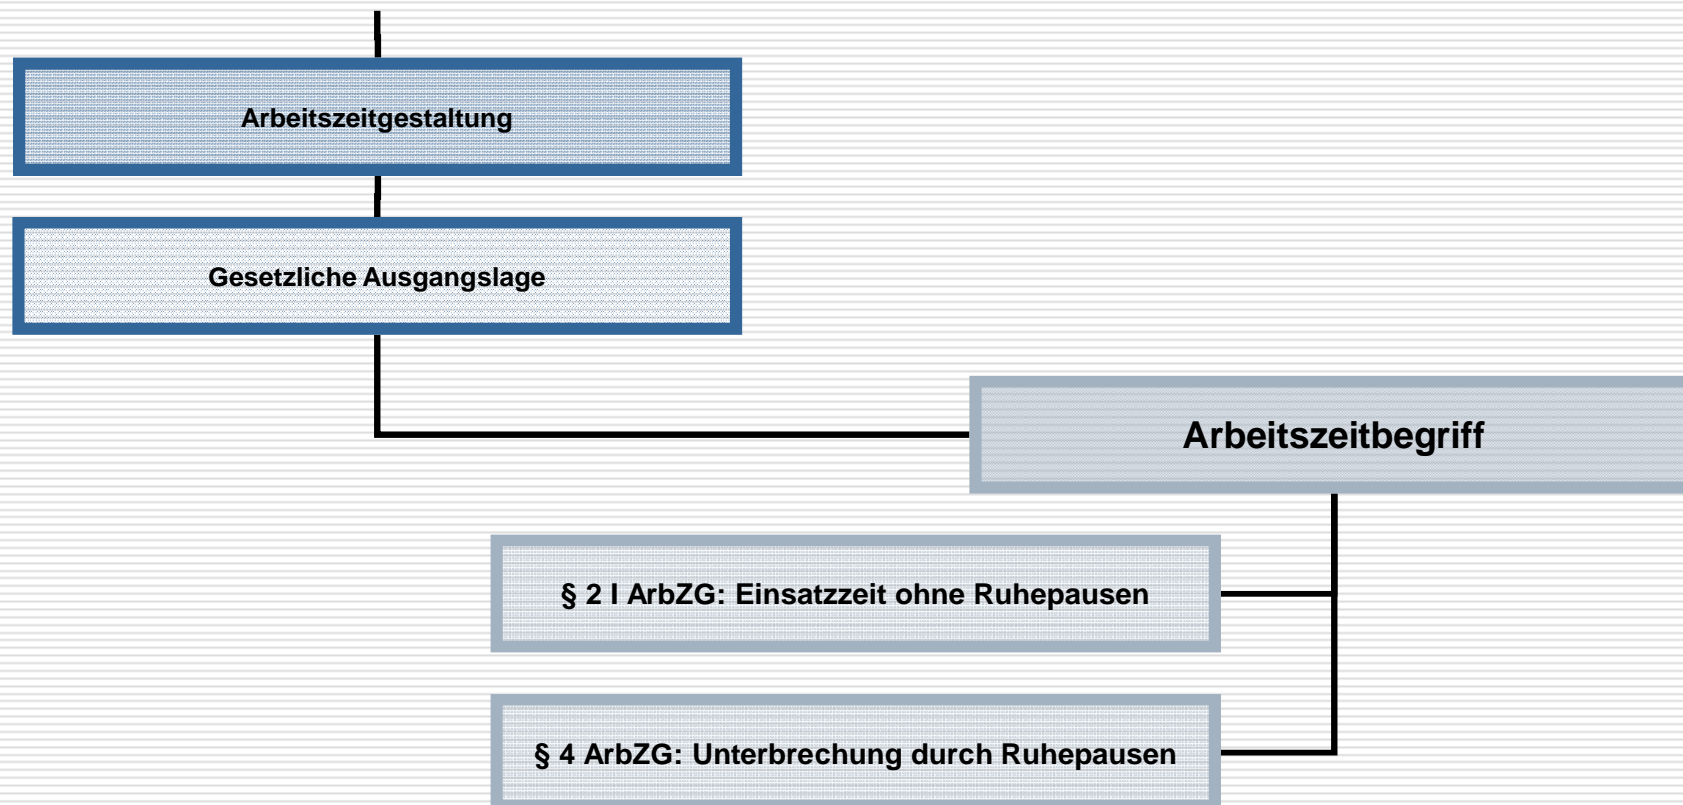 Arbeitszeitgestaltung
Gesetzliche Ausgangslage
Arbeitszeitbegriff
§ 2 I ArbZG: Einsatzzeit ohne Ruhepausen
§ 4 ArbZG: Unterbrechung durch Ruhepausen